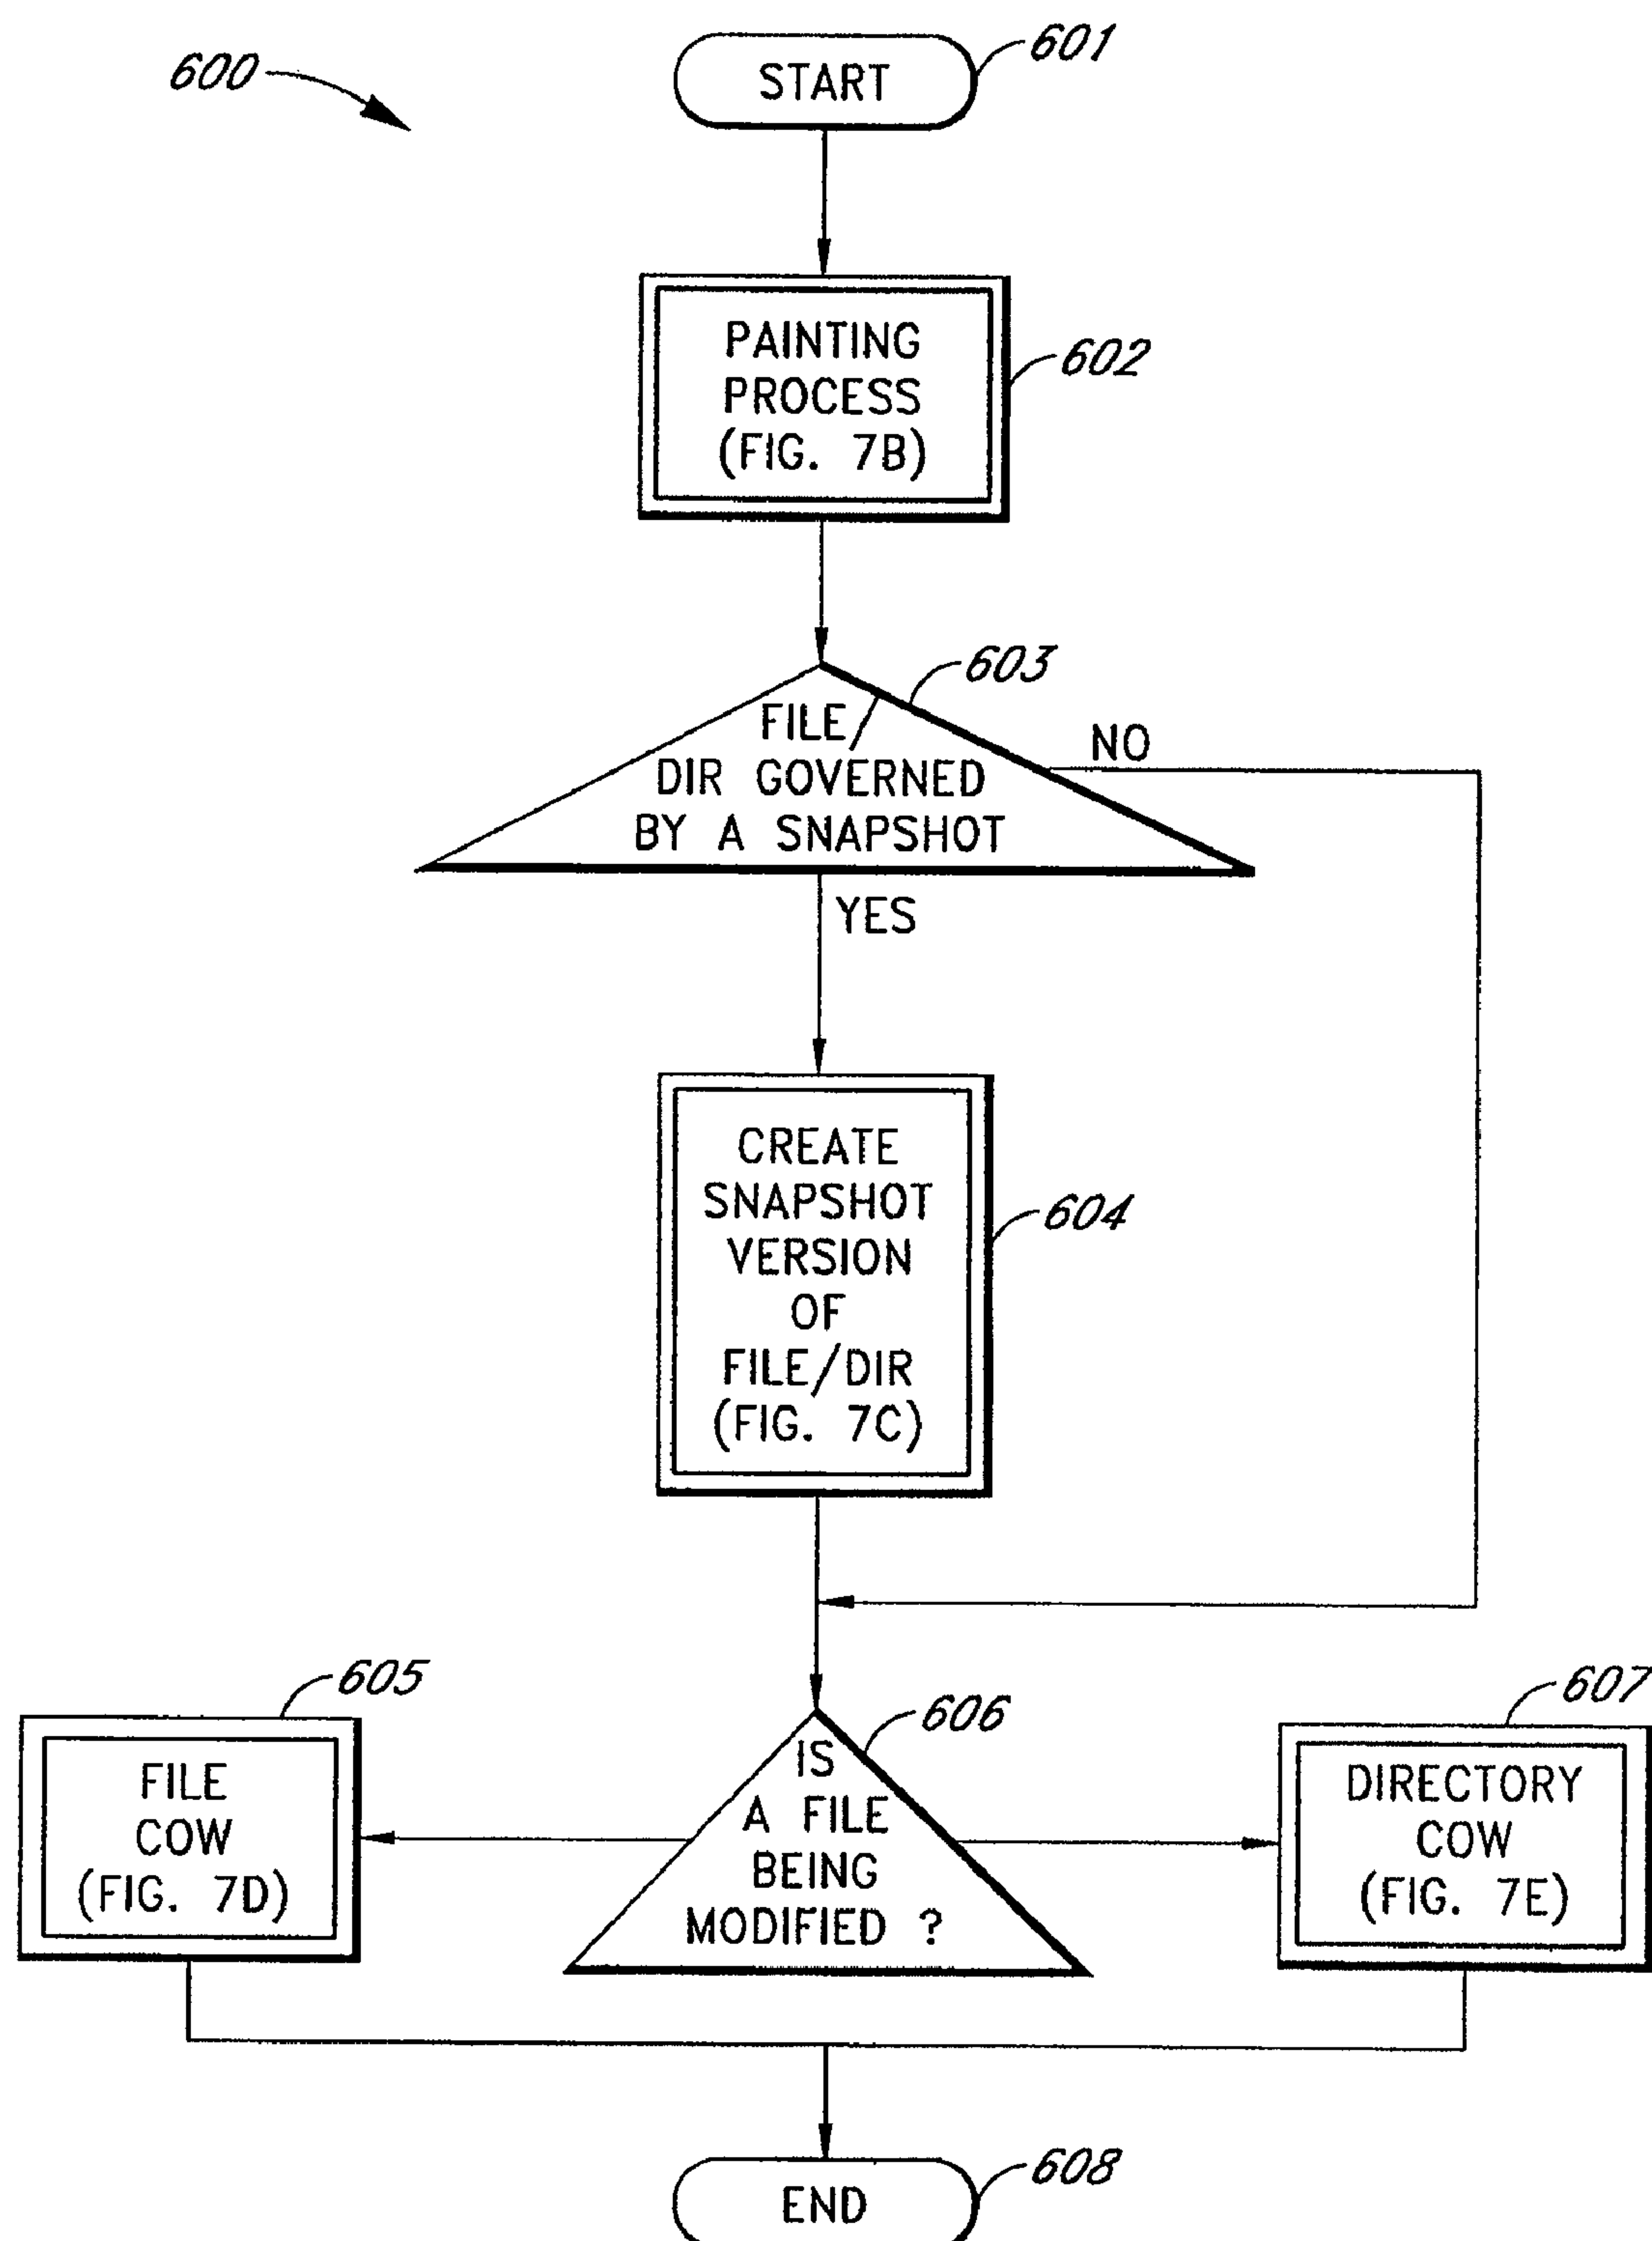 600
START
601
PAINTING
PROCESS
(FIG. 7B)
602
603
FILE/
DIR GOVERNED
BY A SNAPSHOT
NO
YES
CREATE
SNAPSHOT
VERSION
OF
FILE/DIR
(FIG. 7C)
604
605
FILE
COW
(FIG. 7D)
606
IS
A FILE
BEING
MODIFIED ?
607
DIRECTORY
COW
(FIG. 7E)
END
608